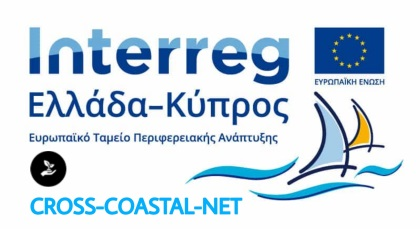 Interreg
ΕΥΡΩΠΑΪΚΗ ΕΝΩΣΗ
Ελλάδα-Κύπρος
Ευρωπαϊκό Ταμείο Περιφερειακής Ανάπτυξης
CROSS-COASTAL-NET